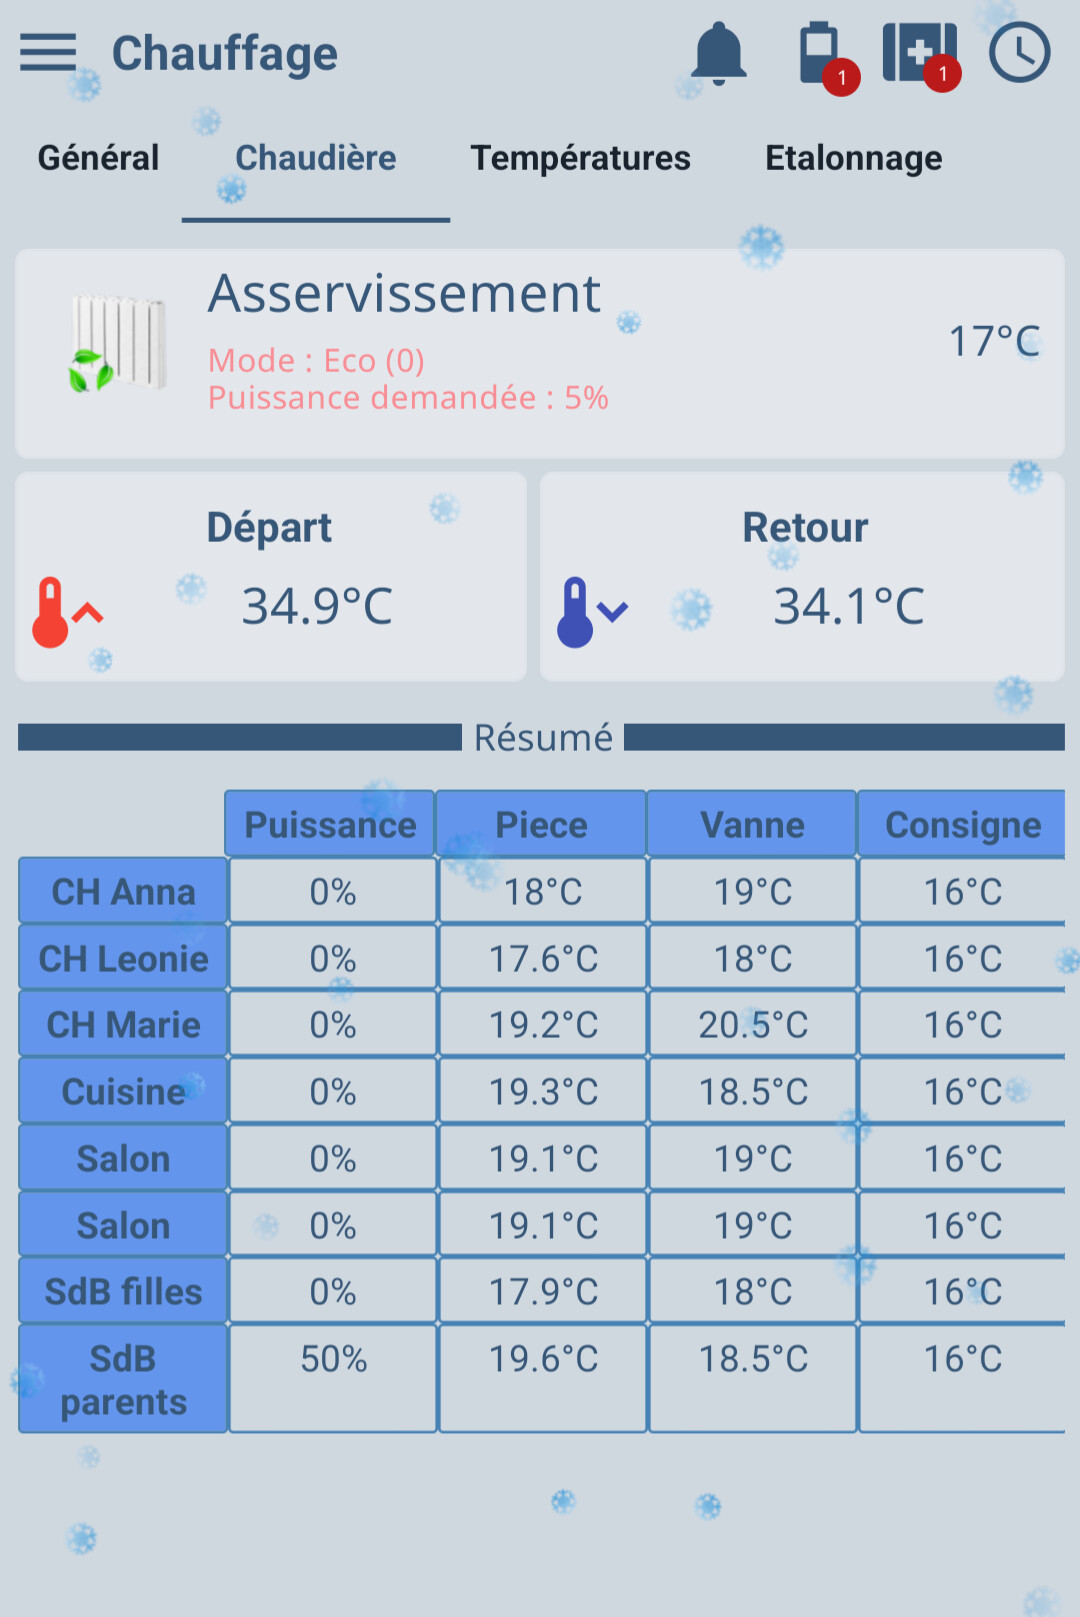 Chauffage
1
1
Général Chaudière Températures Etalonnage
Asservissement
17°C
Mode : Eco (0)
Puissance demandée : 5%
Départ
34.9°C
Retour
34.1°C
Résumé
Puissance Piece Vanne Consigne
CH Anna 0% 18°C 19°C 16°C
CH Leonie 0% 17.6°C 18°C 16°C
CH Marie 0% 19.2°C 20.5°C 16°C
Cuisine 0% 19.3°C 18.5°C 16°C
Salon 0% 19.1°C 19°C 16°C
Salon 0% 19.1°C 19°C 16°C
SdB filles 0% 17.9°C 18°C 16°C
SdB 50% 19.6°C 18.5°C 16°C
parents